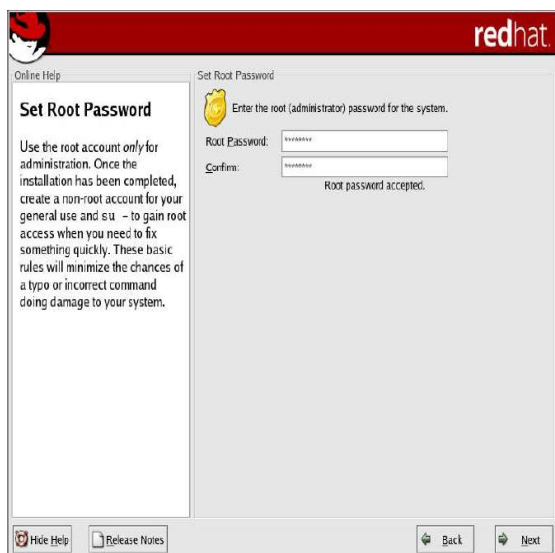 redhat.
Online Help
Set Root Password
Use the root account only for
administration. Once the
installation has been completed,
create a non-root account for your
general use and su - to gain root
access when you need to fix
something quickly. These basic
rules will minimize the chances of
a typo or incorrect command
doing damage to your system.
Set Root Password
Enter the root (administrator) password for the system.
Root Password: ********
Confirm: ********
Root password accepted.
Hide Help
Release Notes
Back
Next